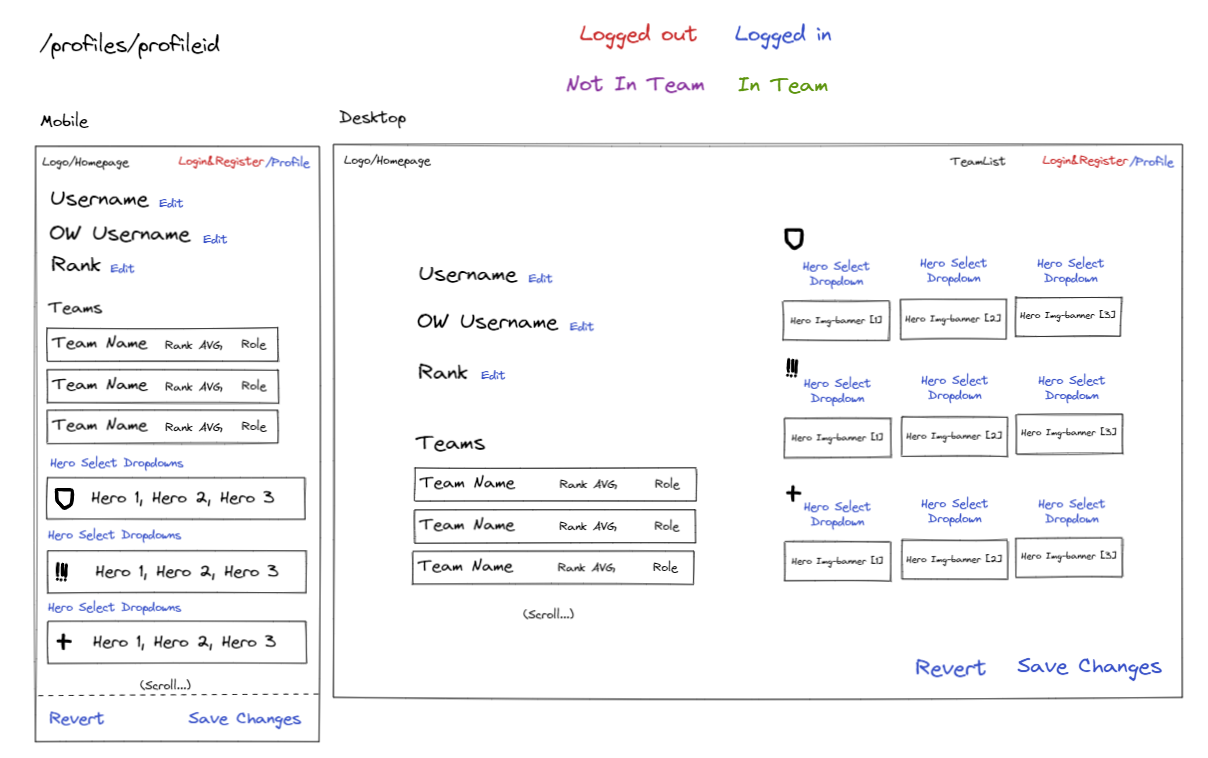 /profiles/profileid
Logged out
Logged in
Not In Team
In Team
Mobile
Logo/Homepage
Login&Register/Profile
Username Edit
OW Username Edit
Rank Edit
Teams
Team Name Rank AVG, Role
Team Name Rank AVG, Role
Team Name Rank AVG, Role
Hero Select Dropdowns
Hero 1, Hero 2, Hero 3
Hero Select Dropdowns
!!! Hero 1, Hero 2, Hero 3
Hero Select Dropdowns
+ Hero 1, Hero 2, Hero 3
(Scroll...)
Revert
Save Changes
Desktop
Logo/Homepage
TeamList
Login&Register/Profile
Username Edit
OW Username Edit
Rank Edit
Teams
Team Name Rank AVG, Role
Team Name Rank AVG, Role
Team Name Rank AVG, Role
(Scroll...)
Hero Select
Dropdown
Hero Select
Dropdown
Hero Select
Dropdown
Hero Img-banner [1]
Hero Img-banner [2]
Hero Img-banner [3]
!!!
Hero Select
Dropdown
Hero Select
Dropdown
Hero Select
Dropdown
Hero Img-banner [1]
Hero Img-banner [2]
Hero Img-banner [3]
+
Hero Select
Dropdown
Hero Select
Dropdown
Hero Select
Dropdown
Hero Img-banner [1]
Hero Img-banner [2]
Hero Img-banner [3]
Revert
Save Changes